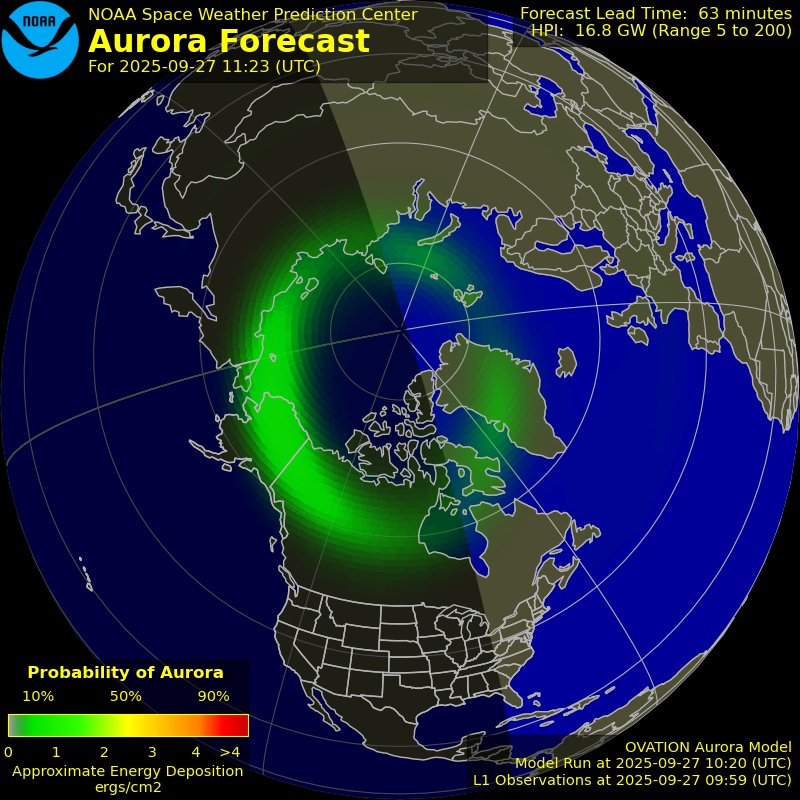 NOAA
NOAA Space Weather Prediction Center
Aurora Forecast
For 2025-09-27 11:23 (UTC)
Forecast Lead Time: 63 minutes
HPI: 16.8 GW (Range 5 to 200)
Probability of Aurora
10% 50% 90%
0 1 2 3 4 >4
Approximate Energy Deposition
ergs/cm2
OVATION Aurora Model
Model Run at 2025-09-27 10:20 (UTC)
L1 Observations at 2025-09-27 09:59 (UTC)